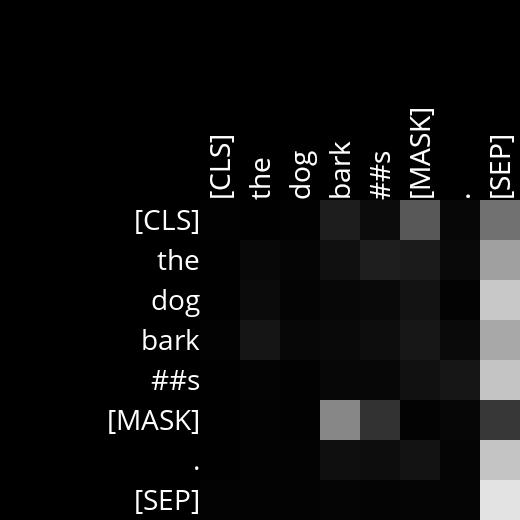 [CLS] the dog bark ##s [MASK] . [SEP]
[CLS]
the
dog
bark
##s
[MASK]
.
[SEP]